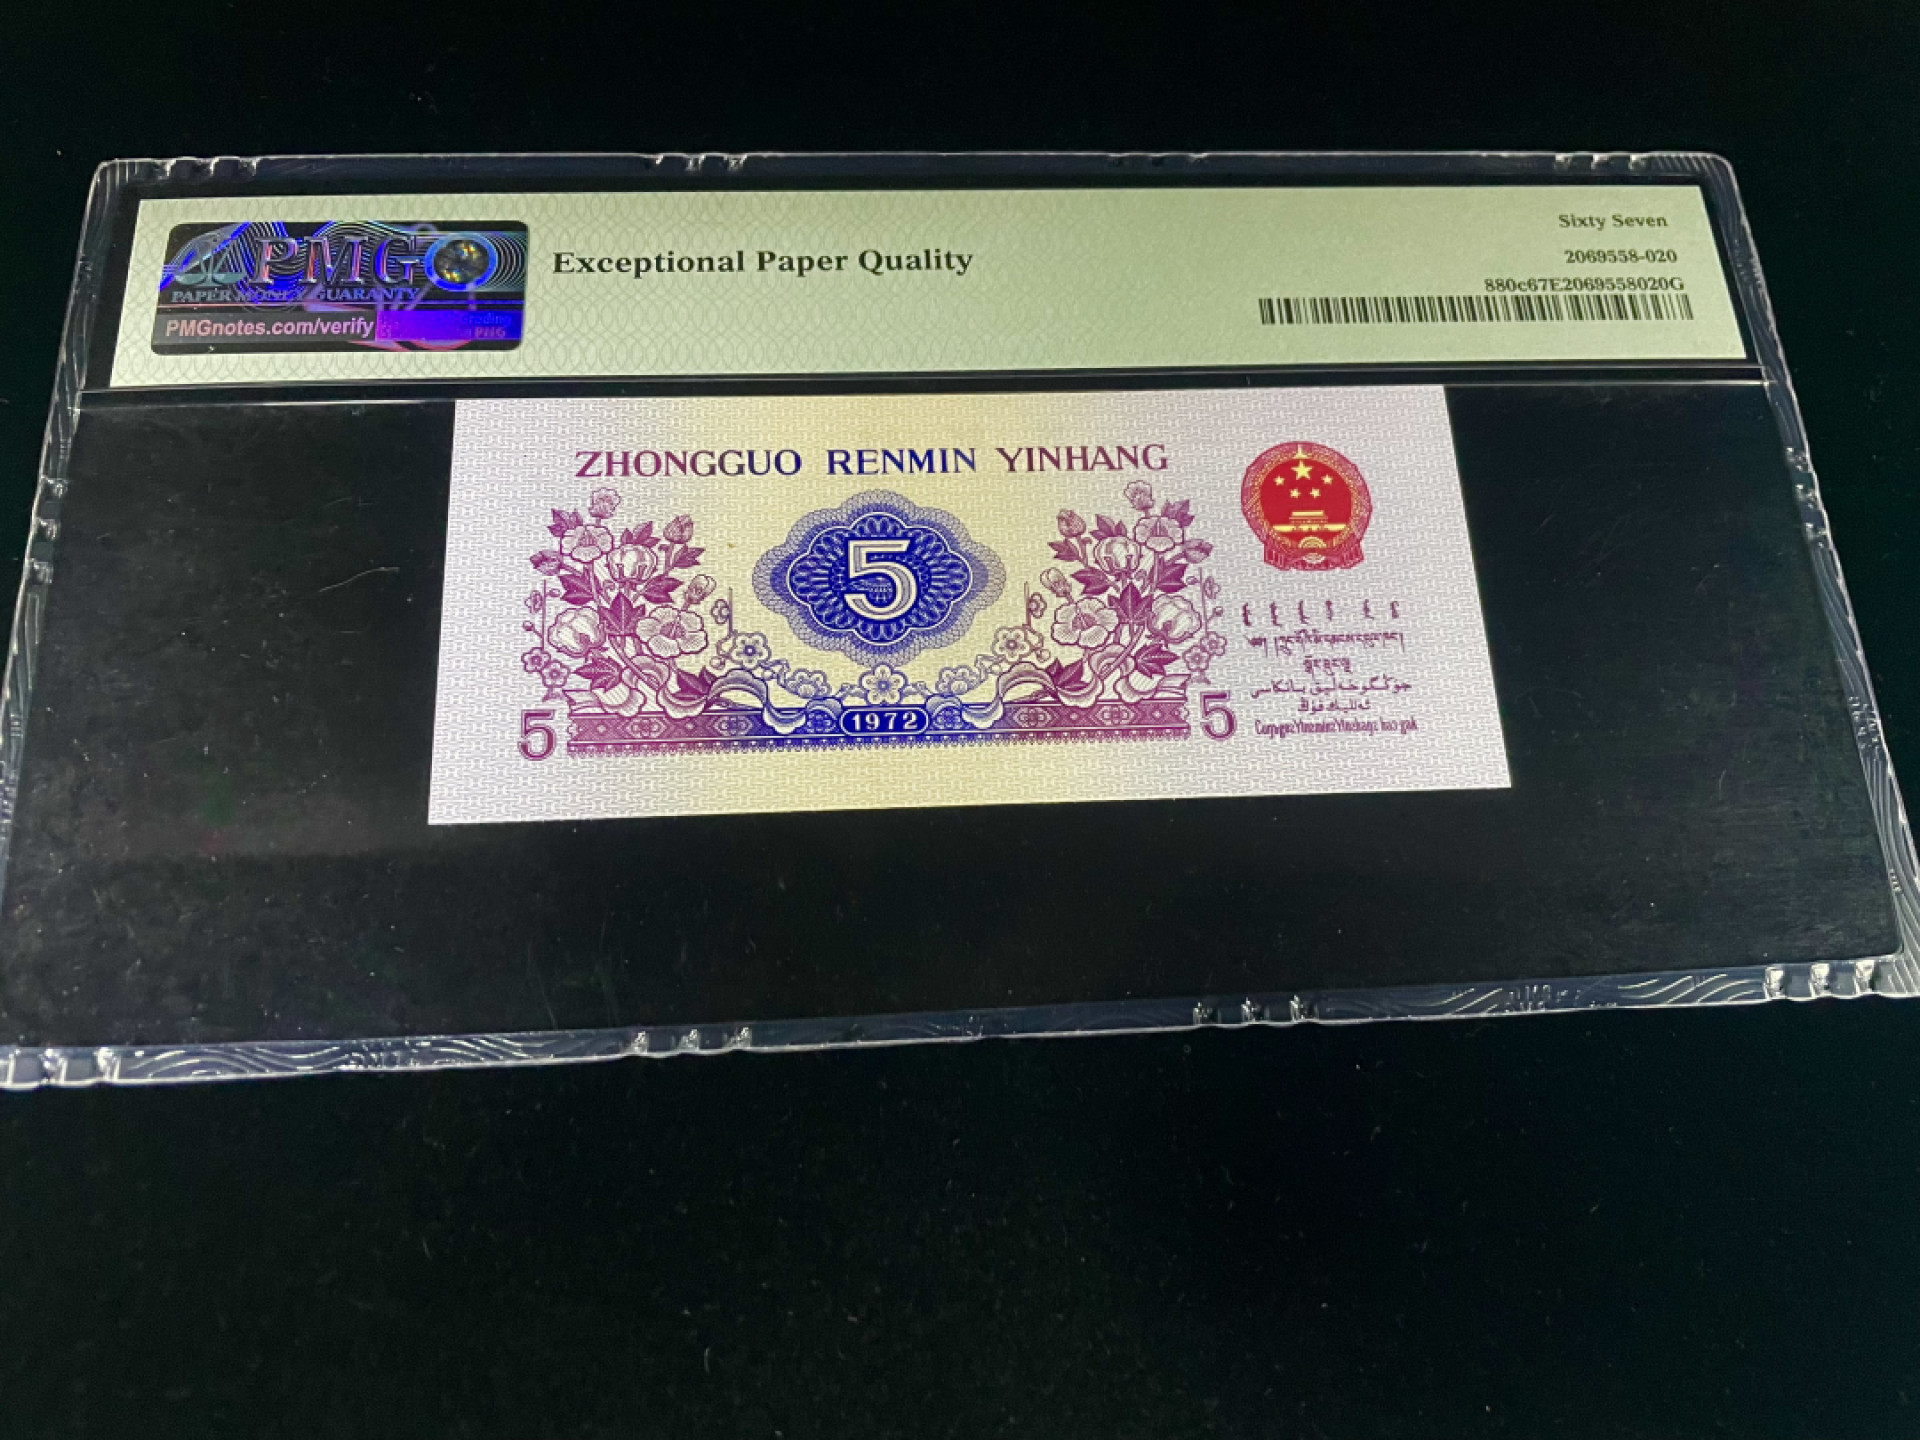 PMG
PAPER MONEY GUARANTY
PMGnotes.com/verify
Exceptional Paper Quality
Sixty Seven
2069558-020
880c67E2069558020G
ZHONGGUO RENMIN YINHANG
5
1972
5
5